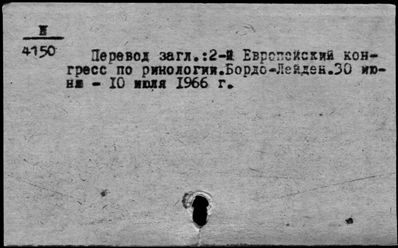 И
4150
Перевод загл.:2-й Европейский кон-
гресс по ринологии.Бордо-Лейден.30 ию-
ня - 10 июля 1966 г.